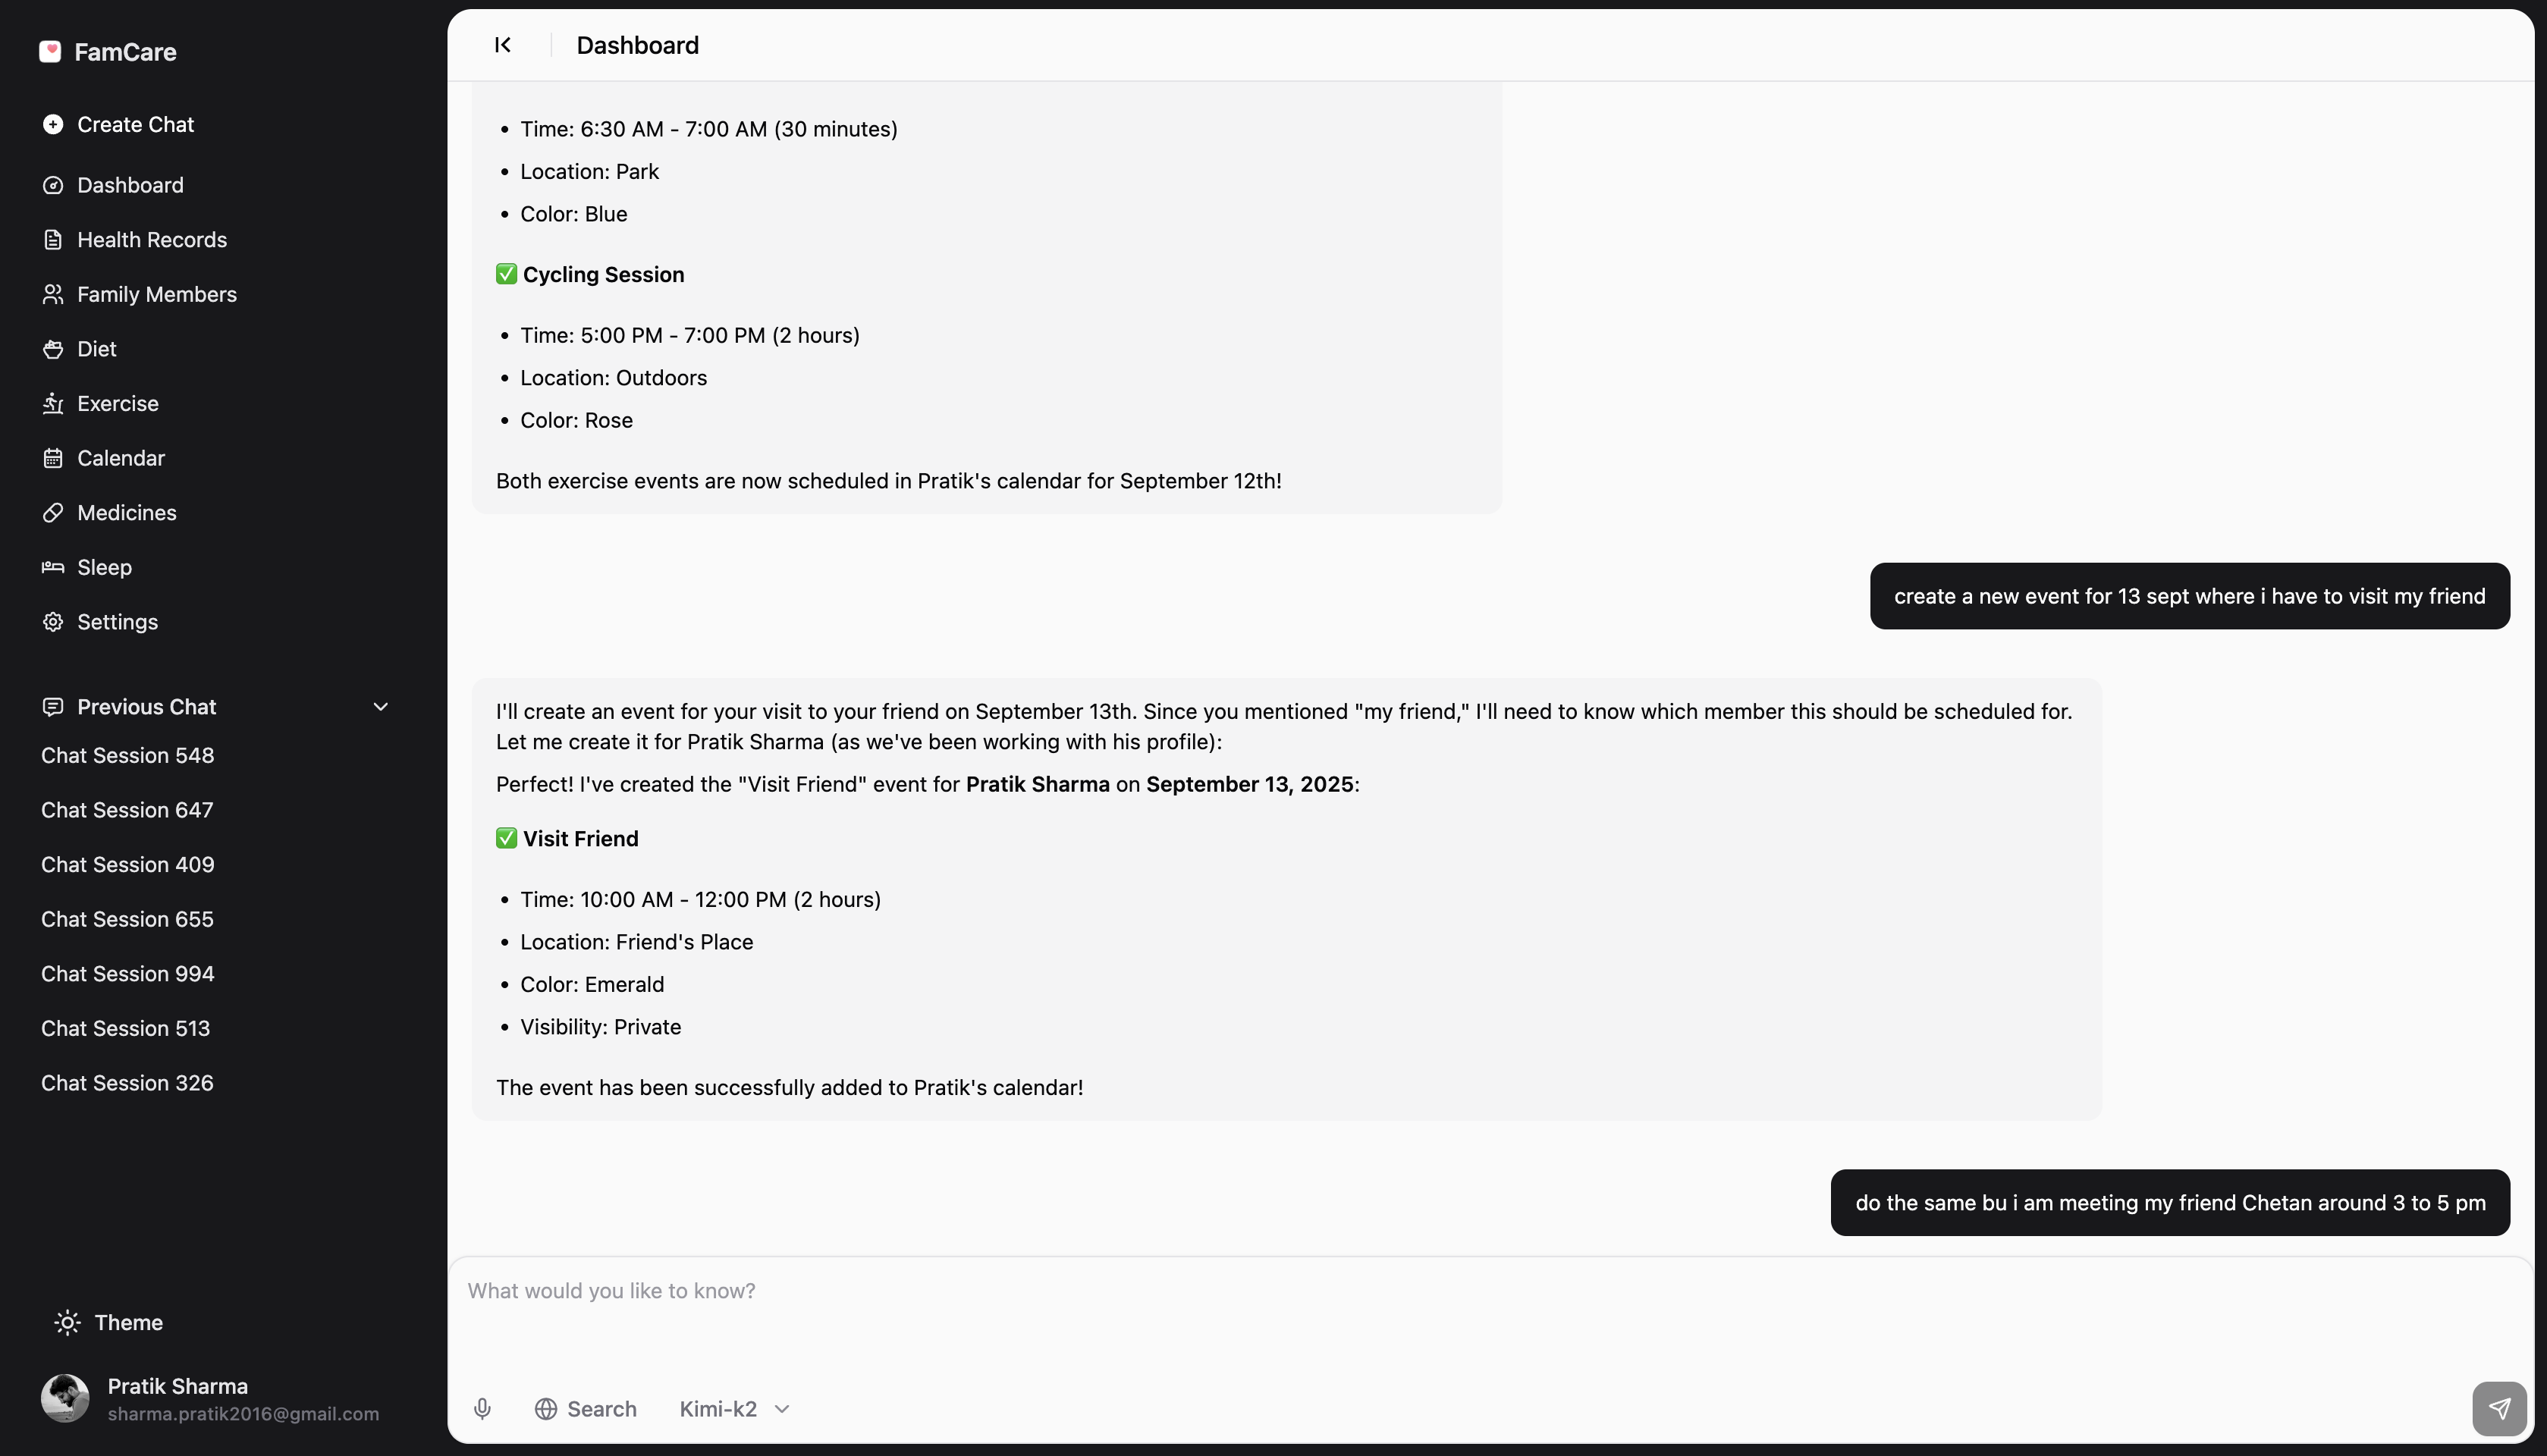 FamCare
Create Chat
Dashboard
Health Records
Family Members
Diet
Exercise
Calendar
Medicines
Sleep
Settings
Previous Chat
Chat Session 548
Chat Session 647
Chat Session 409
Chat Session 655
Chat Session 994
Chat Session 513
Chat Session 326
Theme
Pratik Sharma
sharma.pratik2016@gmail.com
Dashboard
• Time: 6:30 AM - 7:00 AM (30 minutes)
• Location: Park
• Color: Blue
✅ Cycling Session
• Time: 5:00 PM - 7:00 PM (2 hours)
• Location: Outdoors
• Color: Rose
Both exercise events are now scheduled in Pratik's calendar for September 12th!
create a new event for 13 sept where i have to visit my friend
I'll create an event for your visit to your friend on September 13th. Since you mentioned "my friend," I'll need to know which member this should be scheduled for.
Let me create it for Pratik Sharma (as we've been working with his profile):
Perfect! I've created the "Visit Friend" event for Pratik Sharma on September 13, 2025:
✅ Visit Friend
• Time: 10:00 AM - 12:00 PM (2 hours)
• Location: Friend's Place
• Color: Emerald
• Visibility: Private
The event has been successfully added to Pratik's calendar!
do the same bu i am meeting my friend Chetan around 3 to 5 pm
What would you like to know?
Search
Kimi-k2